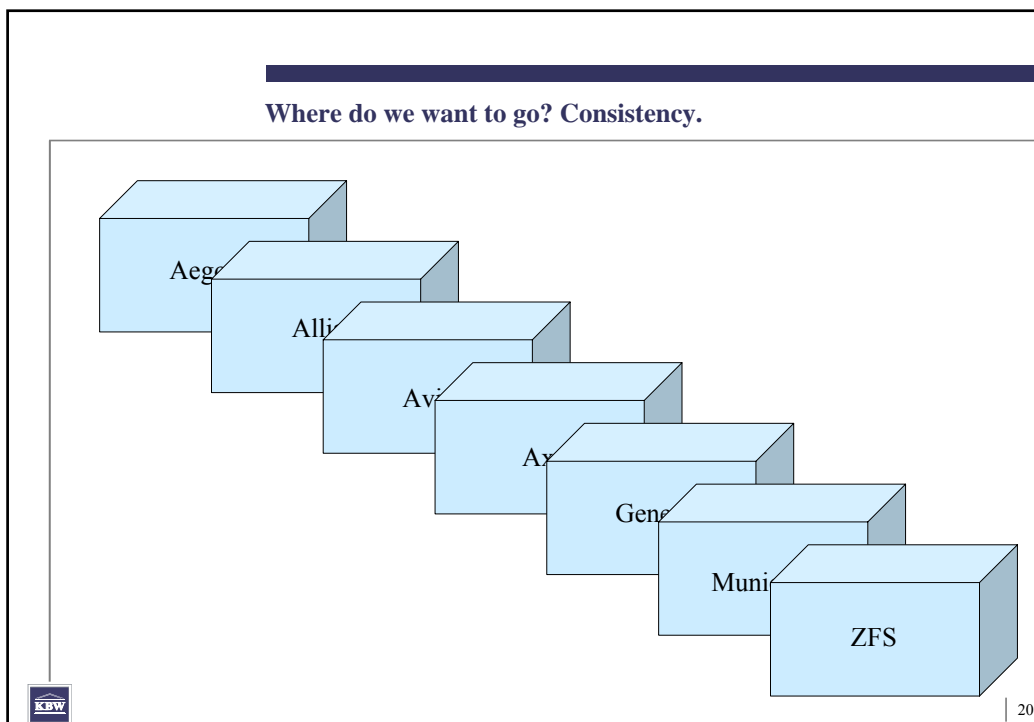 Where do we want to go? Consistency.
Aego
Alli
Avi
Ax
Gene
Muni
ZFS
KBW
20